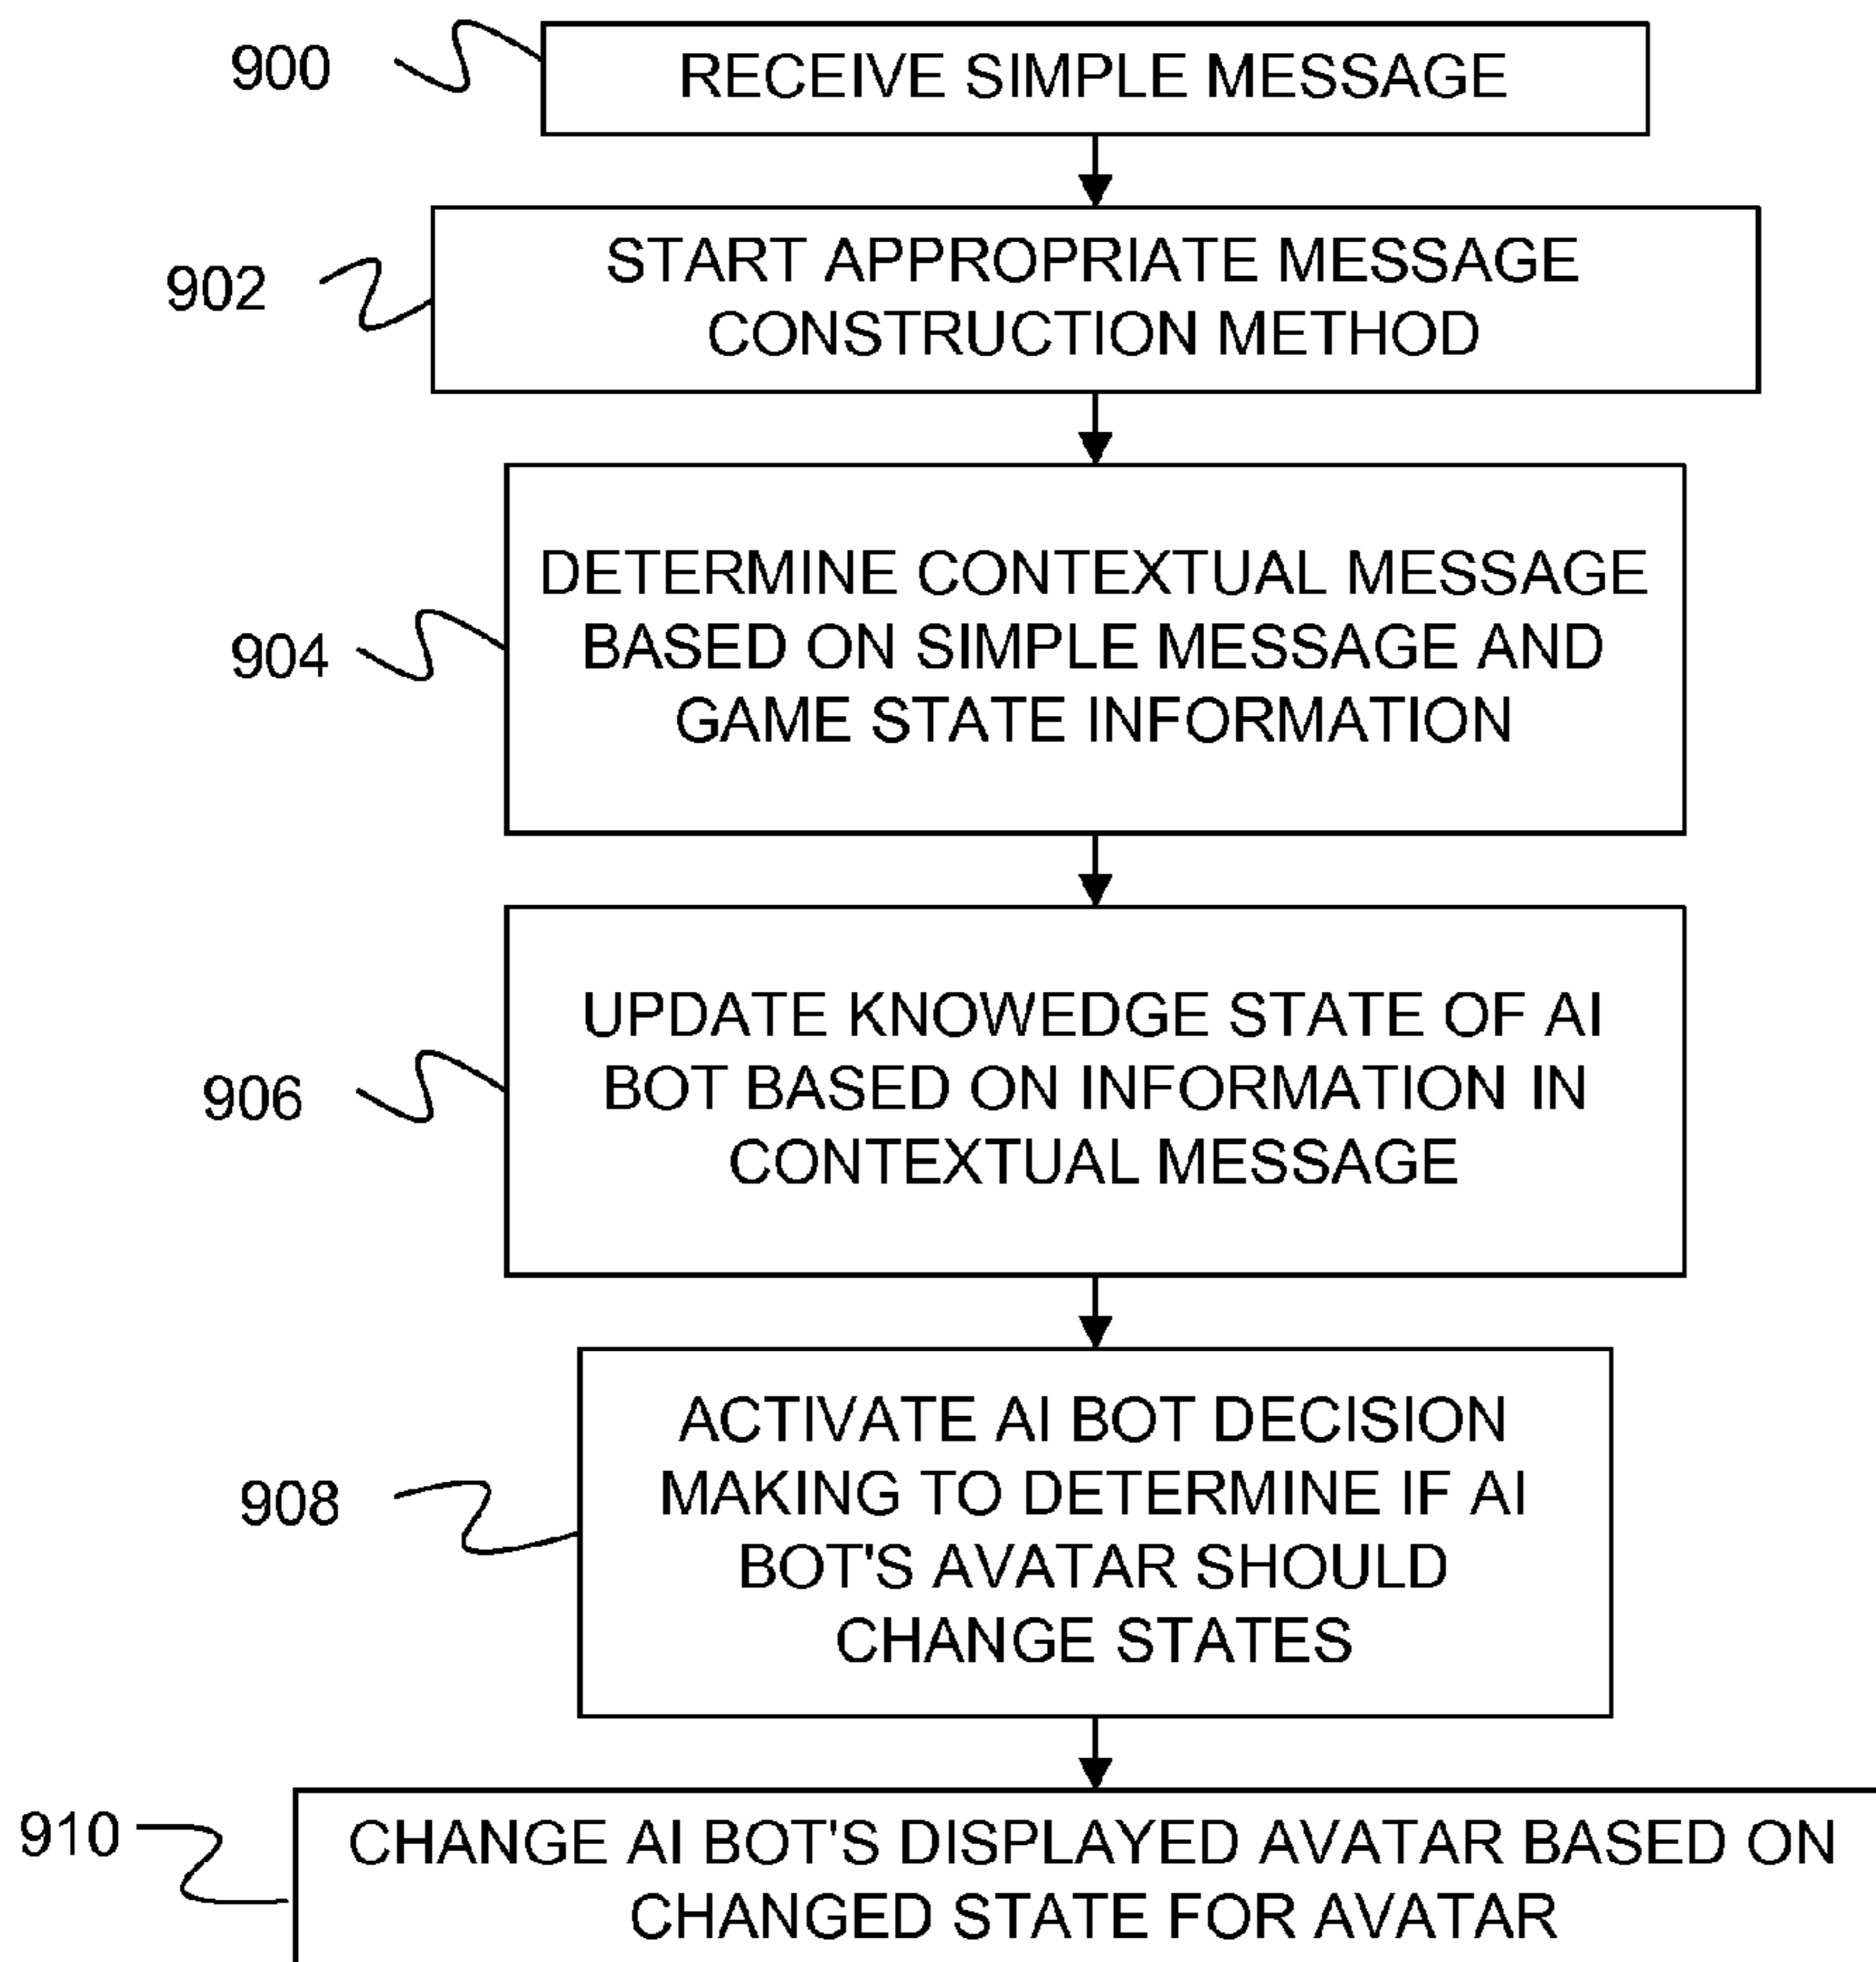 900
RECEIVE SIMPLE MESSAGE
902
START APPROPRIATE MESSAGE
CONSTRUCTION METHOD
904
DETERMINE CONTEXTUAL MESSAGE
BASED ON SIMPLE MESSAGE AND
GAME STATE INFORMATION
906
UPDATE KNOWEDGE STATE OF AI
BOT BASED ON INFORMATION IN
CONTEXTUAL MESSAGE
908
ACTIVATE AI BOT DECISION
MAKING TO DETERMINE IF AI
BOT'S AVATAR SHOULD
CHANGE STATES
910
CHANGE AI BOT'S DISPLAYED AVATAR BASED ON
CHANGED STATE FOR AVATAR